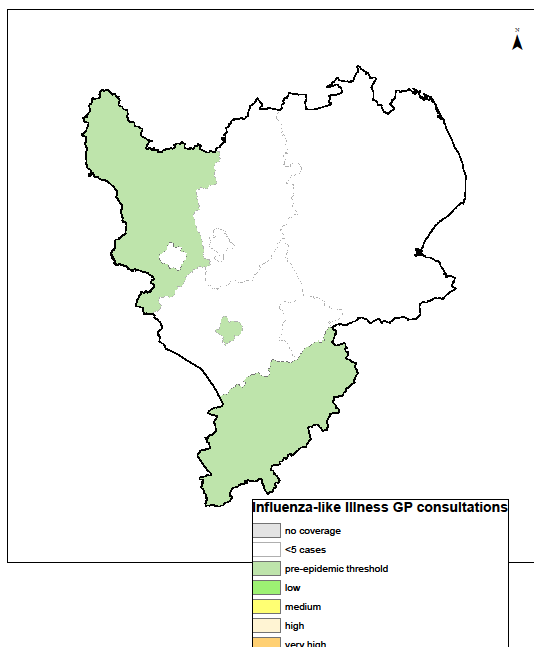 Influenza-like Illness GP consultations
no coverage
<5 cases
pre-epidemic threshold
low
medium
high
very high